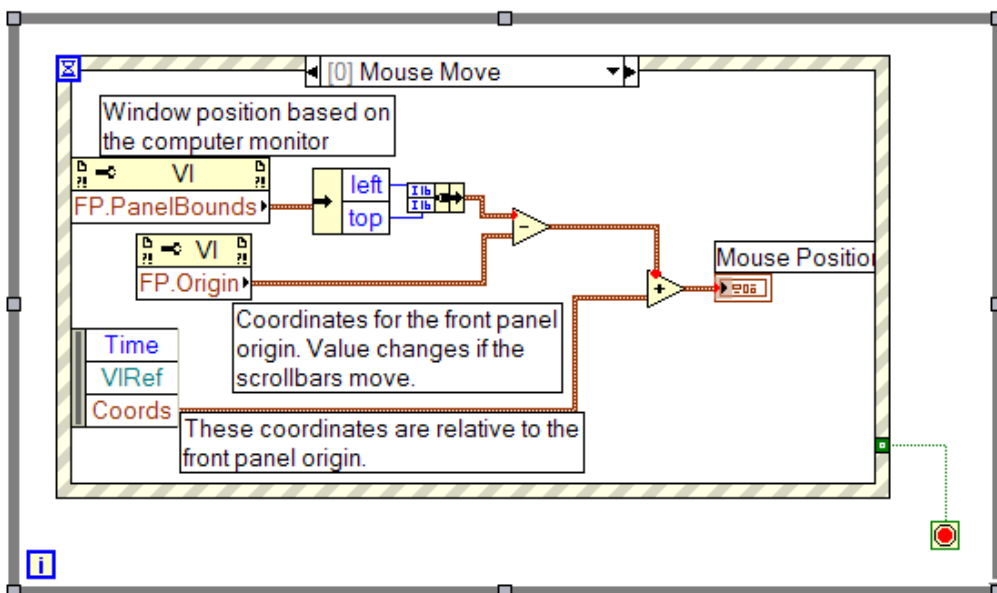 [0] Mouse Move
Window position based on
the computer monitor
VI
FP.PanelBounds
left
top
VI
FP.Origin
Mouse Position
Coordinates for the front panel
origin. Value changes if the
scrollbars move.
Time
VIRef
Coords
These coordinates are relative to the
front panel origin.
i